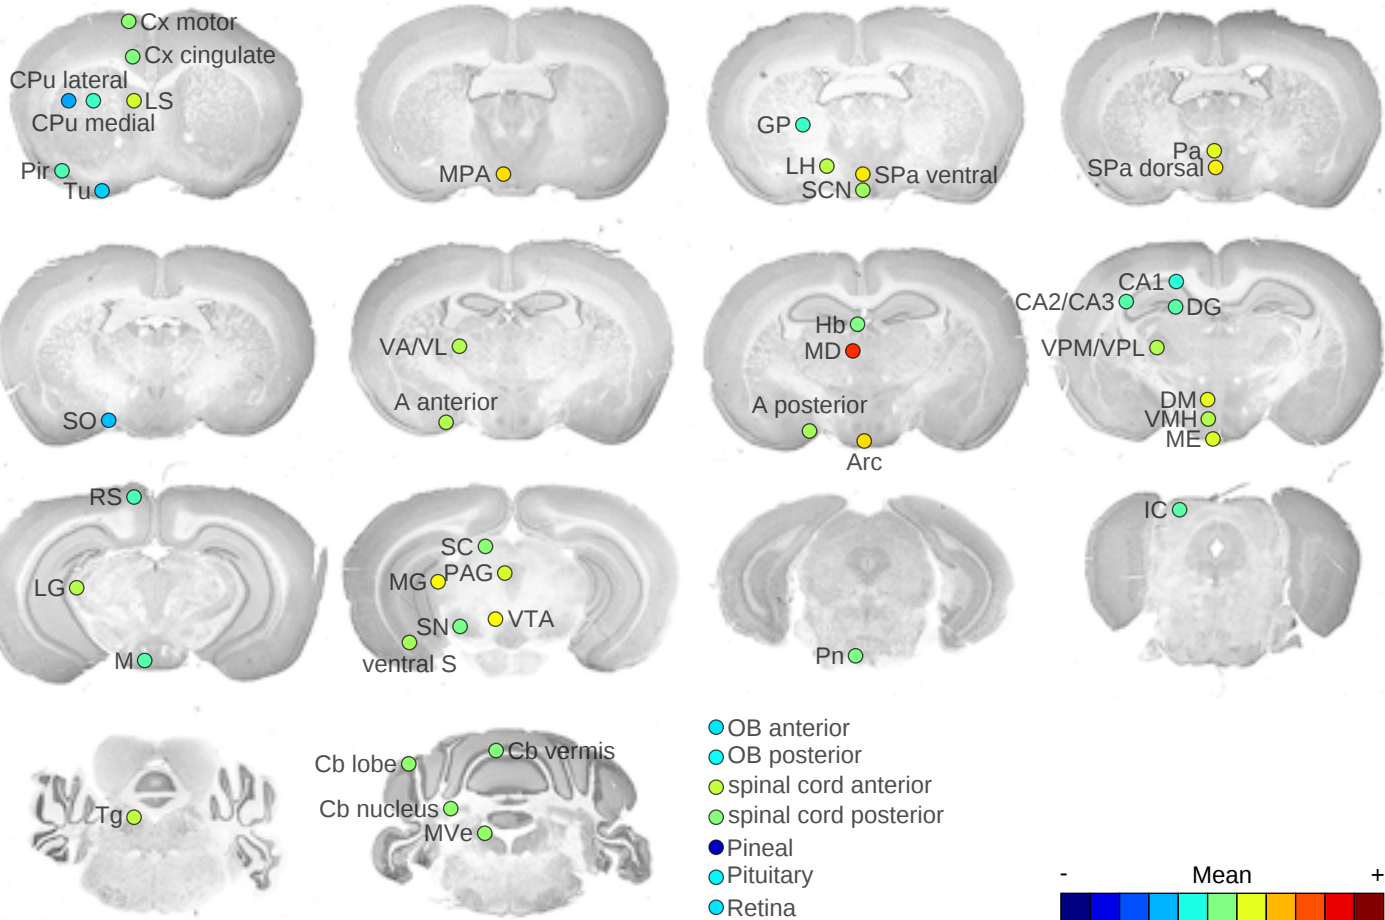 Cx motor
Cx cingulate
CPu lateral
LS
CPu medial
Pir
Tu
MPA
GP
LH
SPa ventral
SCN
Pa
SPa dorsal
SO
VA/VL
A anterior
Hb
MD
A posterior
Arc
CA1
CA2/CA3
DG
VPM/VPL
DM
VMH
ME
RS
LG
M
SC
MG
PAG
SN
VTA
ventral S
Pn
IC
Tg
Cb lobe
Cb vermis
Cb nucleus
MVe
OB anterior
OB posterior
spinal cord anterior
spinal cord posterior
Pineal
Pituitary
Retina
- Mean +